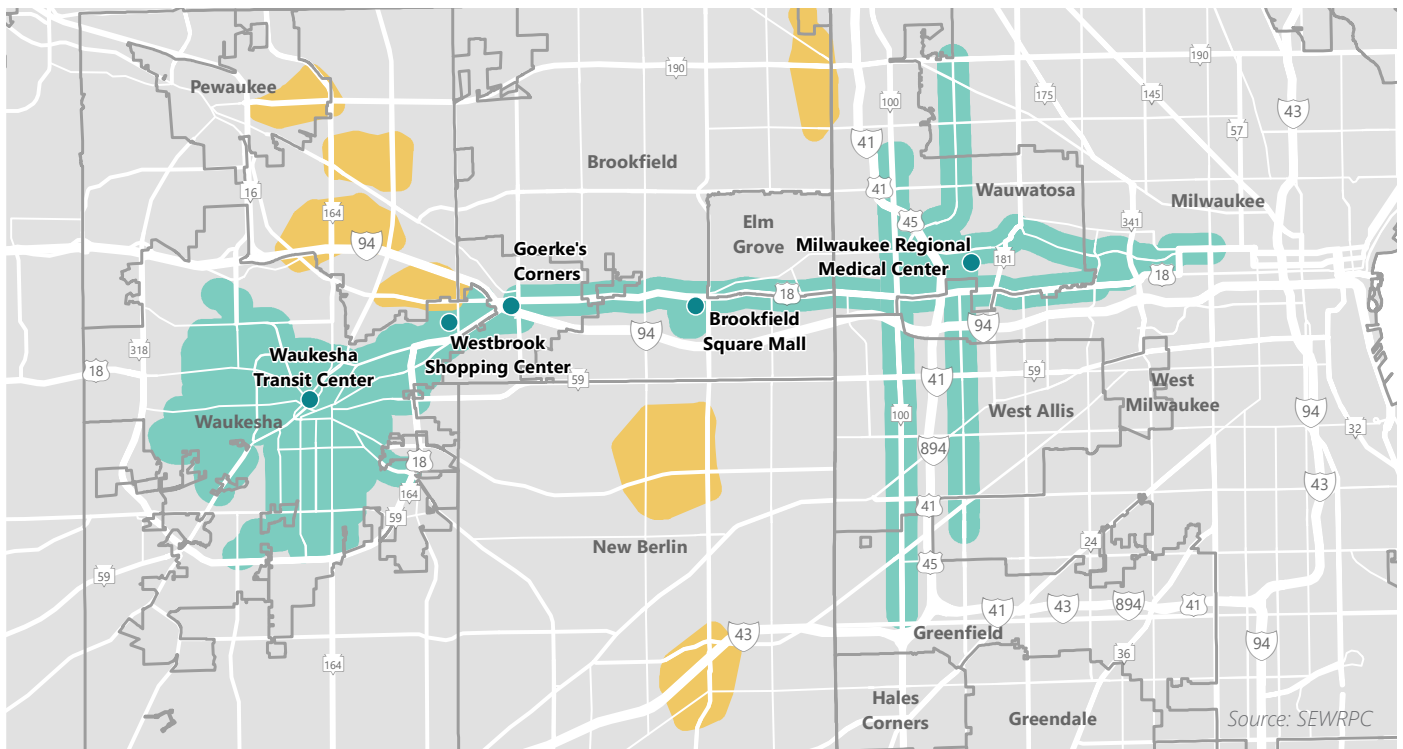 190
190
Pewaukee
175
145
100
43
41
57
Brookfield
16
41
Wauwatosa
Milwaukee
164
Elm
Grove
45
341
94
Goerke's
Corners
Milwaukee Regional
Medical Center
181
18
18
94
Brookfield
Square Mall
94
Westbrook
Shopping Center
318
Waukesha
Transit Center
18
59
41
59
West
Milwaukee
Waukesha
100
West Allis
94
32
18
894
164
43
59
41
New Berlin
24
45
59
41
43
894
41
43
Greenfield
94
164
36
Hales
Corners
Greendale
Source: SEWRPC